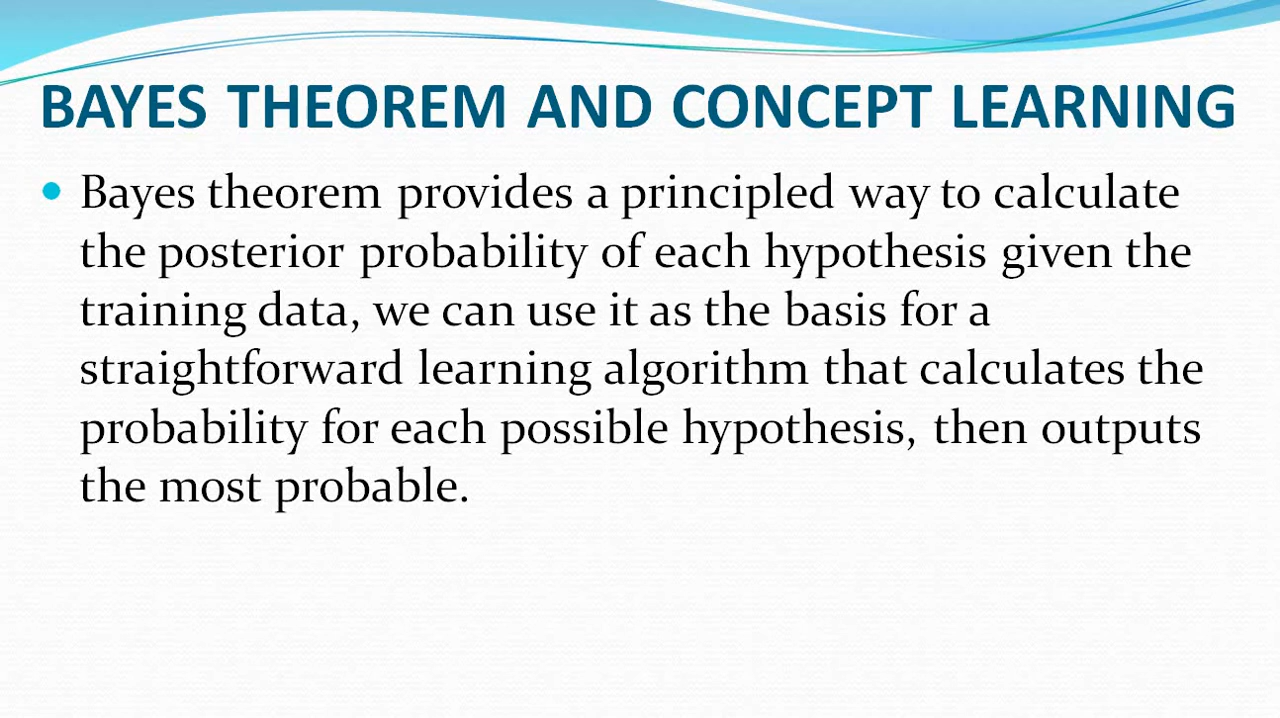 BAYES THEOREM AND CONCEPT LEARNING
• Bayes theorem provides a principled way to calculate
the posterior probability of each hypothesis given the
training data, we can use it as the basis for a
straightforward learning algorithm that calculates the
probability for each possible hypothesis, then outputs
the most probable.